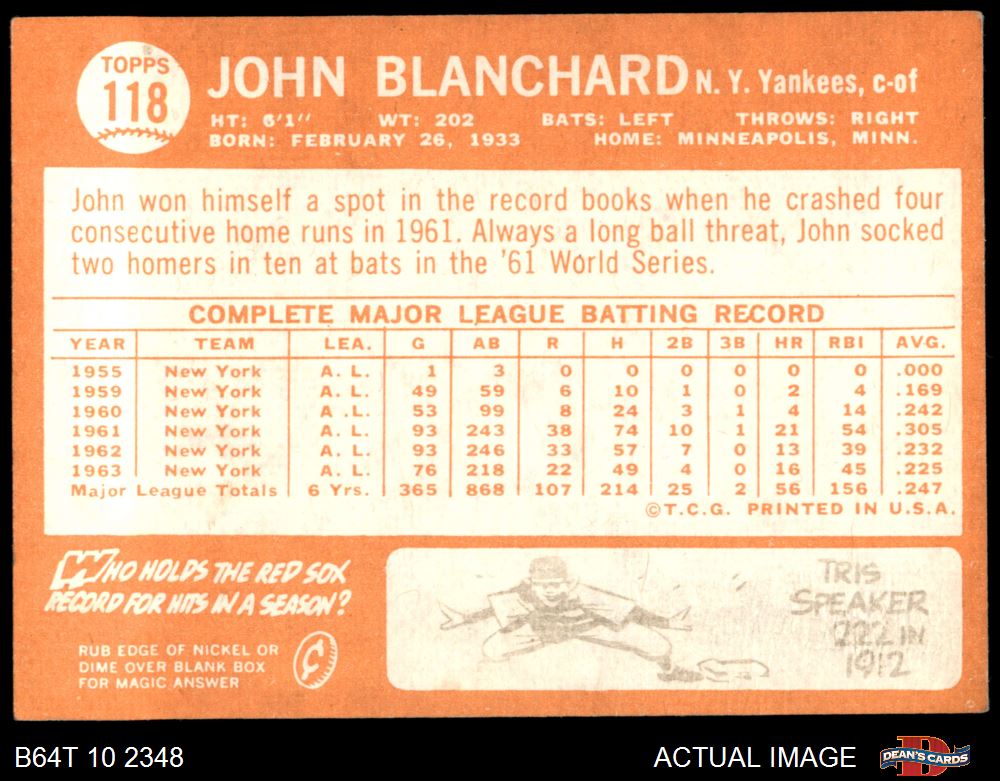 TOPPS
118
JOHN BLANCHARD N. Y. Yankees, c-of
HT: 6'1" WT: 202 BATS: LEFT THROWS: RIGHT
BORN: FEBRUARY 26, 1933 HOME: MINNEAPOLIS, MINN.
John won himself a spot in the record books when he crashed four
consecutive home runs in 1961. Always a long ball threat, John socked
two homers in ten at bats in the '61 World Series.
COMPLETE MAJOR LEAGUE BATTING RECORD
YEAR TEAM LEA. G AB R H 2B 3B HR RBI AVG.
1955 New York A. L. 1 3 0 0 0 0 0 0 .000
1959 New York A. L. 49 59 6 10 1 0 2 4 .169
1960 New York A .L. 53 99 8 24 3 1 4 14 .242
1961 New York A. L. 93 243 38 74 10 1 21 54 .305
1962 New York A. L. 93 246 33 57 7 0 13 39 .232
1963 New York A. L. 76 218 22 49 4 0 16 45 .225
Major League Totals 6 Yrs. 365 868 107 214 25 2 56 156 .247
©T.C.G. PRINTED IN U.S.A.
WHO HOLDS THE RED SOX
RECORD FOR HITS IN A SEASON?
RUB EDGE OF NICKEL OR
DIME OVER BLANK BOX
FOR MAGIC ANSWER
TRIS
SPEAKER
222 IN
1912
B64T 10 2348
ACTUAL IMAGE
DEAN'S CARDS